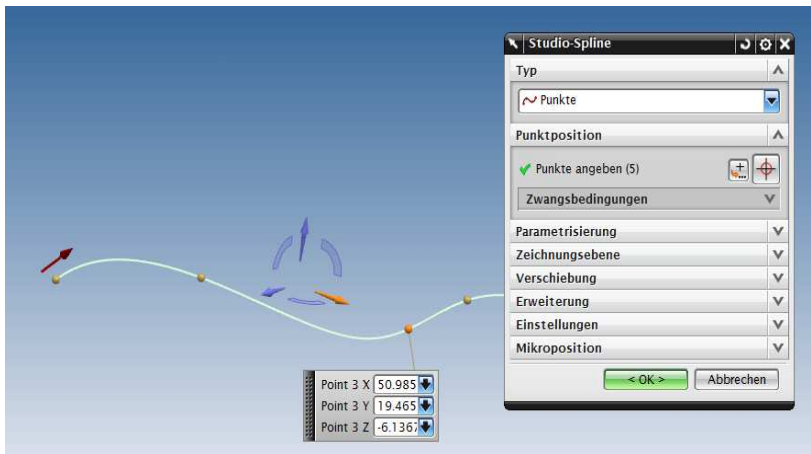 Studio-Spline
Typ
Punkte
Punktposition
Punkte angeben (5)
Zwangsbedingungen
Parametrisierung
Zeichnungsebene
Verschiebung
Erweiterung
Einstellungen
Mikroposition
< OK > Abbrechen
Point 3 X 50.985
Point 3 Y 19.465
Point 3 Z -6.1367